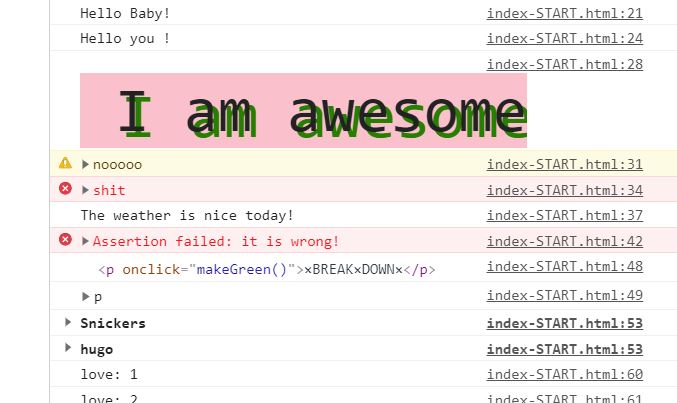 Hello Baby! index-START.html:21
Hello you ! index-START.html:24
index-START.html:28
I am awesome
nooooo index-START.html:31
shit index-START.html:34
The weather is nice today! index-START.html:37
Assertion failed: it is wrong! index-START.html:42
<p onclick="makeGreen()">×BREAK×DOWN×</p> index-START.html:48
p index-START.html:49
Snickers index-START.html:53
hugo index-START.html:53
love: 1 index-START.html:60
love: 2 index-START.html:61